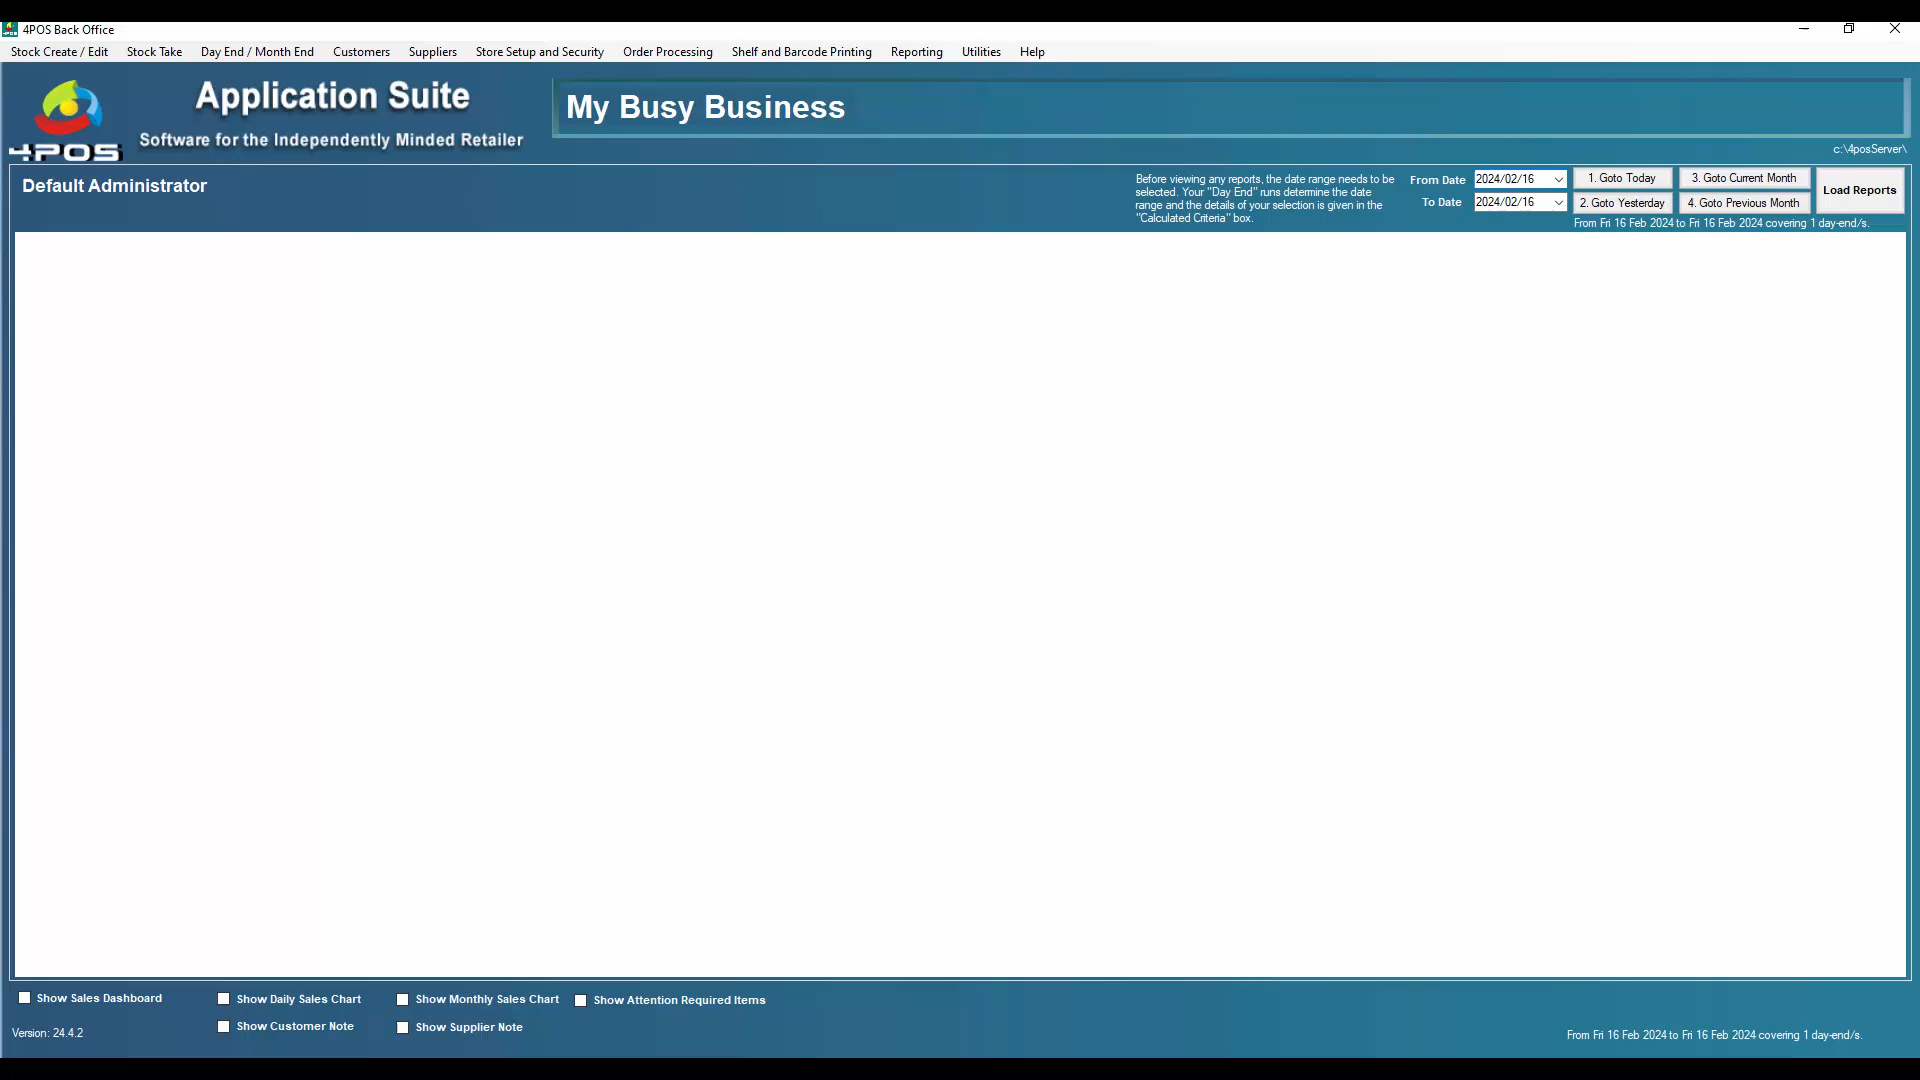 4POS Back Office
Stock Create / Edit Stock Take Day End / Month End Customers Suppliers Store Setup and Security Order Processing Shelf and Barcode Printing Reporting Utilities Help
Application Suite
Software for the Independently Minded Retailer
4POS
My Busy Business
c:\4posServer\
Default Administrator
Before viewing any reports, the date range needs to be
selected. Your "Day End" runs determine the date
range and the details of your selection is given in the
"Calculated Criteria" box.
From Date 2024/02/16
To Date 2024/02/16
1. Goto Today 3. Goto Current Month
2. Goto Yesterday 4. Goto Previous Month
Load Reports
From Fri 16 Feb 2024 to Fri 16 Feb 2024 covering 1 day-end/s.
Show Sales Dashboard Show Daily Sales Chart Show Monthly Sales Chart Show Attention Required Items
Show Customer Note Show Supplier Note
Version: 24.4.2
From Fri 16 Feb 2024 to Fri 16 Feb 2024 covering 1 day-end/s.